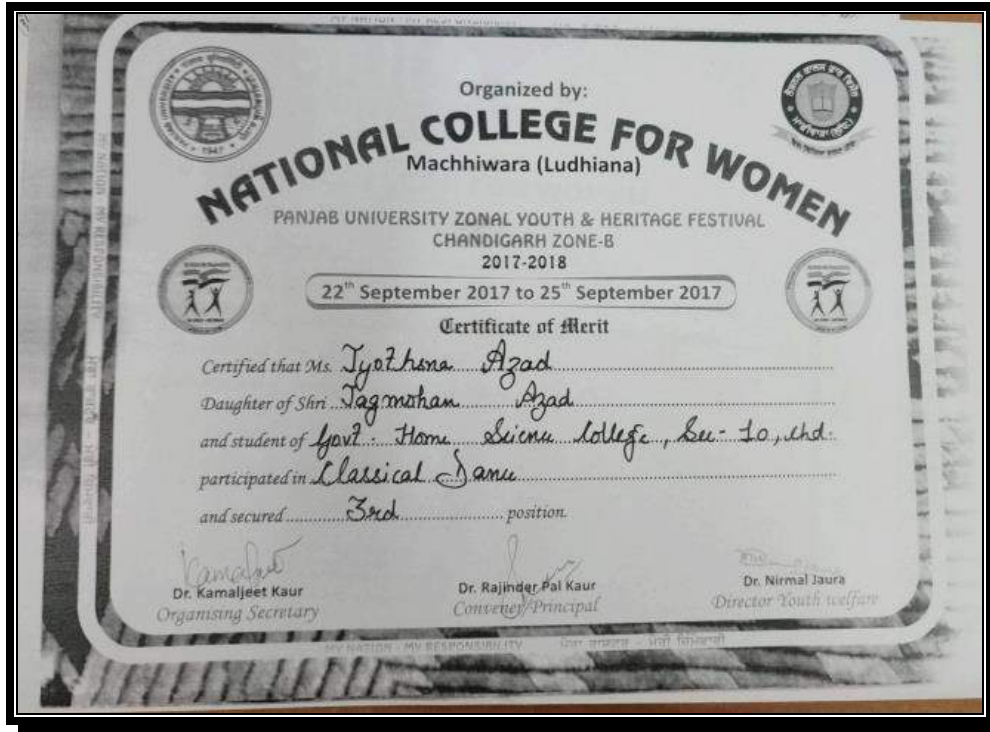 MY NATION - MY RESPONSIBILITY
Organized by:
NATIONAL COLLEGE FOR WOMEN
Machhiwara (Ludhiana)
PANJAB UNIVERSITY ZONAL YOUTH & HERITAGE FESTIVAL
CHANDIGARH ZONE-B
2017-2018
22th September 2017 to 25th September 2017
Certificate of Merit
Certified that Ms. Jyothsna Azad
Daughter of Shri Jagmohan Azad
and student of Govt. Home Science College, Sec-10, chd.
participated in Classical Dance
and secured 3rd position.
Dr. Kamaljeet Kaur
Organising Secretary
Dr. Rajinder Pal Kaur
Convener/Principal
Dr. Nirmal Jaura
Director Youth welfare
MY NATION - MY RESPONSIBILITY